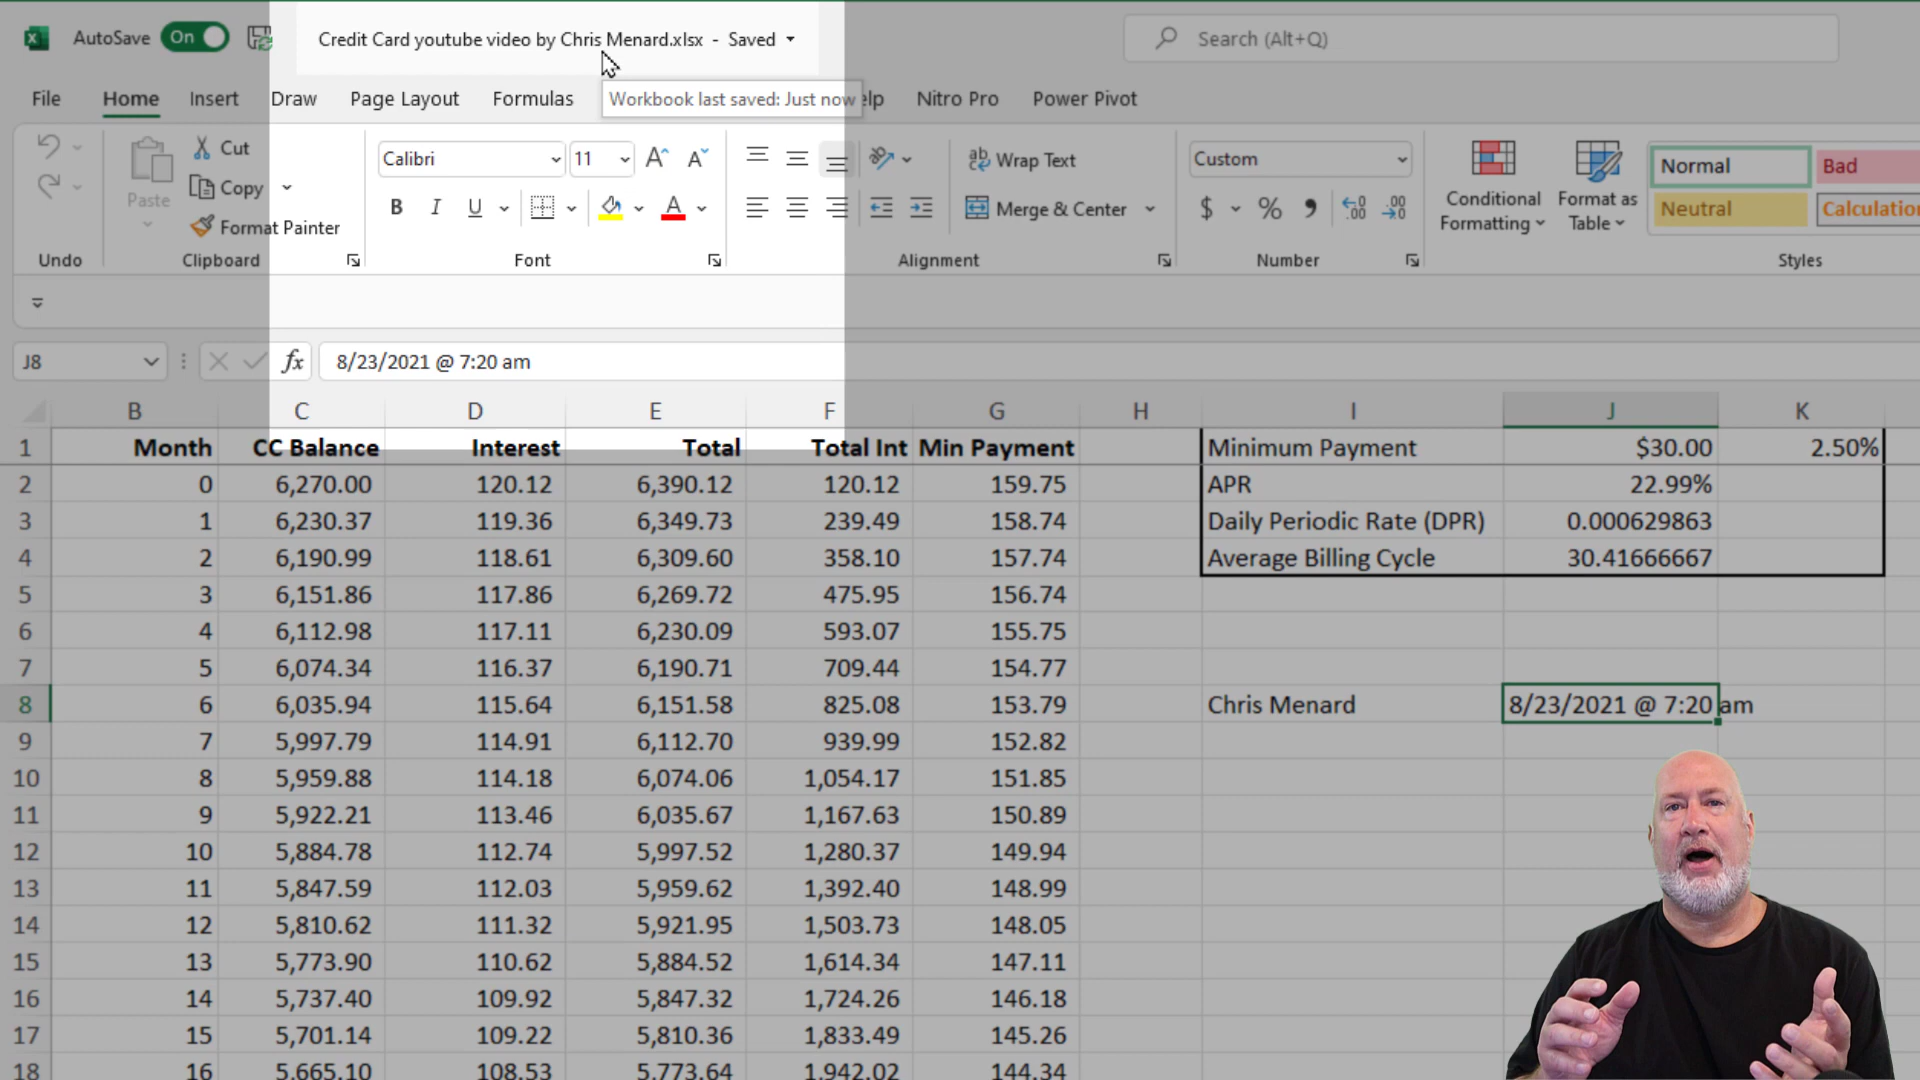 AutoSave On Credit Card youtube video by Chris Menard.xlsx - Saved Search (Alt+Q)
File Home Insert Draw Page Layout Formulas Workbook last saved: Just now elp Nitro Pro Power Pivot
Cut
Copy
Format Painter
Paste
Undo Clipboard
Calibri 11
B I U A
Font
Wrap Text
Merge & Center
Alignment
Custom
$ % , .00
Number
Conditional Formatting
Format as Table
Normal Bad
Neutral Calculatio
Styles
J8 fx 8/23/2021 @ 7:20 am
B C D E F G H I J K
1 Month CC Balance Interest Total Total Int Min Payment Minimum Payment $30.00 2.50%
2 0 6,270.00 120.12 6,390.12 120.12 159.75 APR 22.99%
3 1 6,230.37 119.36 6,349.73 239.49 158.74 Daily Periodic Rate (DPR) 0.000629863
4 2 6,190.99 118.61 6,309.60 358.10 157.74 Average Billing Cycle 30.41666667
5 3 6,151.86 117.86 6,269.72 475.95 156.74
6 4 6,112.98 117.11 6,230.09 593.07 155.75
7 5 6,074.34 116.37 6,190.71 709.44 154.77
8 6 6,035.94 115.64 6,151.58 825.08 153.79 Chris Menard 8/23/2021 @ 7:20 am
9 7 5,997.79 114.91 6,112.70 939.99 152.82
10 8 5,959.88 114.18 6,074.06 1,054.17 151.85
11 9 5,922.21 113.46 6,035.67 1,167.63 150.89
12 10 5,884.78 112.74 5,997.52 1,280.37 149.94
13 11 5,847.59 112.03 5,959.62 1,392.40 148.99
14 12 5,810.62 111.32 5,921.95 1,503.73 148.05
15 13 5,773.90 110.62 5,884.52 1,614.34 147.11
16 14 5,737.40 109.92 5,847.32 1,724.26 146.18
17 15 5,701.14 109.22 5,810.36 1,833.49 145.26
18 16 5,665.10 108.53 5,773.64 1,942.02 144.34